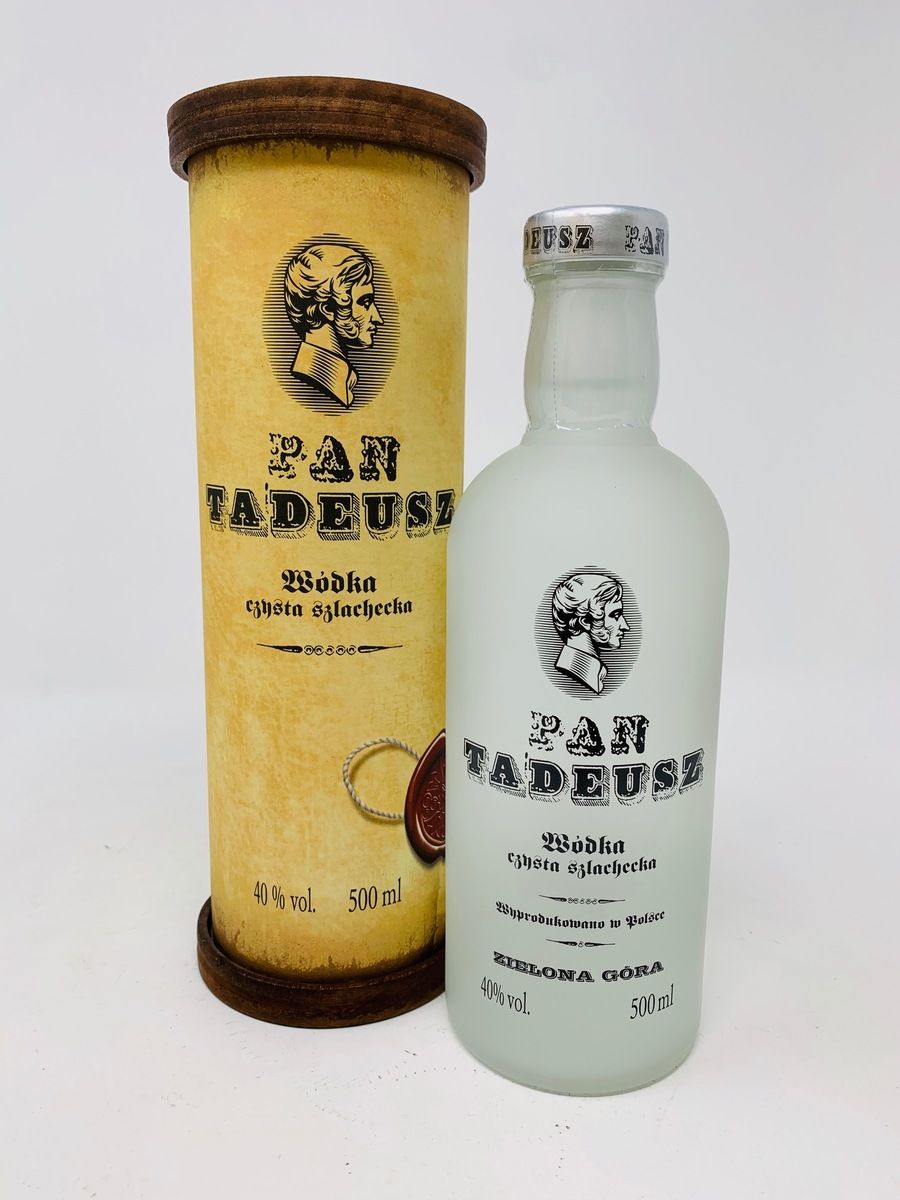 PAN
TADEUSZ
Wódka
czysta szlachecka
40 % vol. 500 ml
DEUSZ PAN
PAN
TADEUSZ
Wódka
czysta szlachecka
Wyprodukowano w Polsce
ZIELONA GÓRA
40% vol. 500 ml